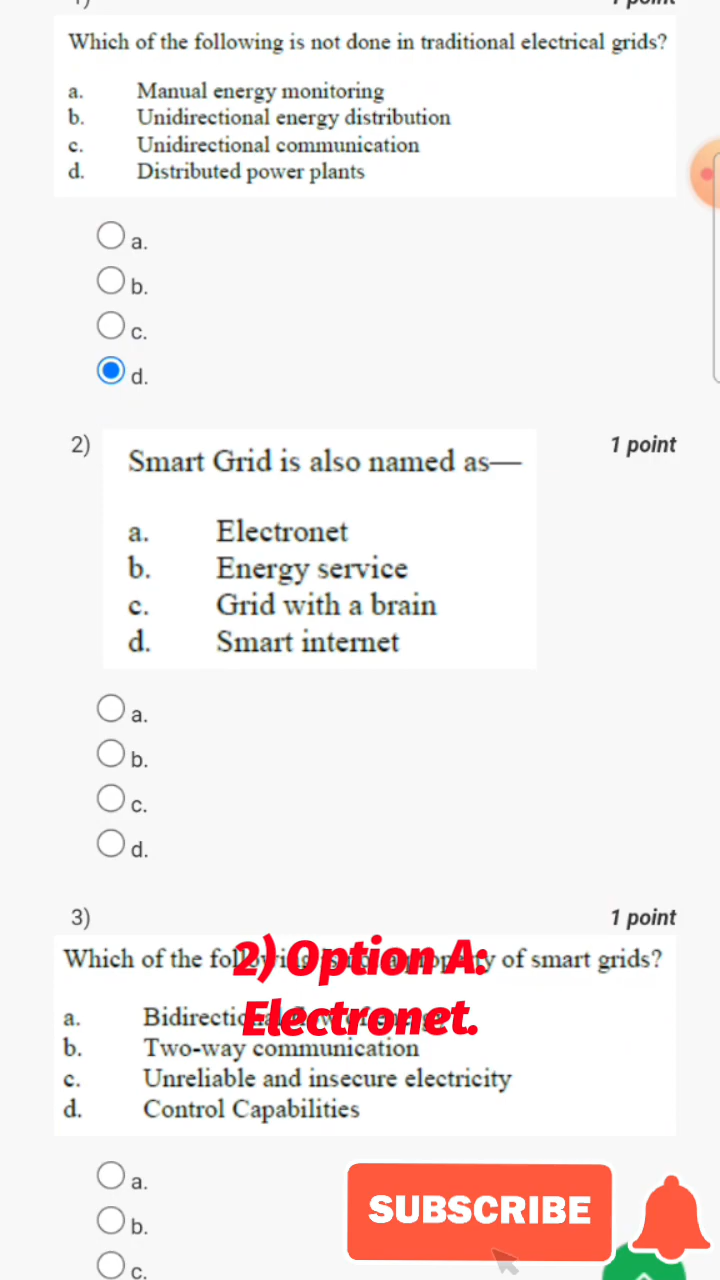 1 point
Which of the following is not done in traditional electrical grids?
a. Manual energy monitoring
b. Unidirectional energy distribution
c. Unidirectional communication
d. Distributed power plants
a.
b.
c.
d.
2) 1 point
Smart Grid is also named as—
a. Electronet
b. Energy service
c. Grid with a brain
d. Smart internet
a.
b.
c.
d.
3) 1 point
Which of the of smart grids?
2) Option A:
Electronet.
a.
b. Two-way communication
c. Unreliable and insecure electricity
d. Control Capabilities
a.
b.
c.
SUBSCRIBE